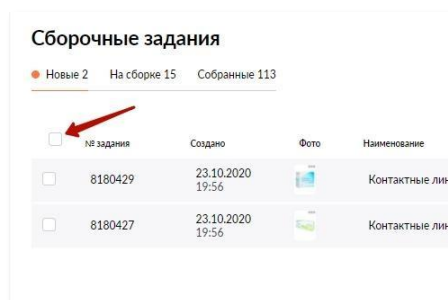 Сборочные задания
Новые 2 На сборке 15 Собранные 113
№ задания Создано Фото Наименование
8180429 23.10.2020 Контактные лин
19:56
8180427 23.10.2020 Контактные лин
19:56